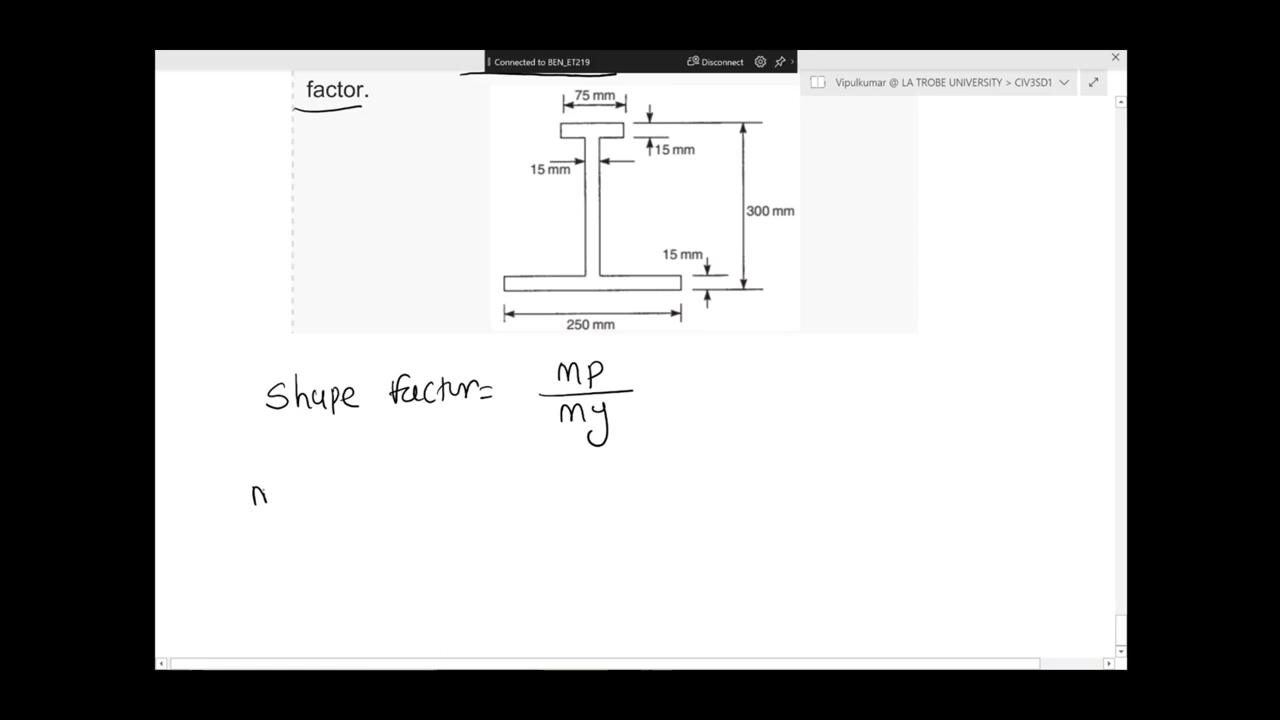 Connected to BEN_ET219 Disconnect
Vipulkumar @ LA TROBE UNIVERSITY > CIV3SD1
factor.
75 mm
15 mm
15 mm
300 mm
15 mm
250 mm
Shape factor = MP
My